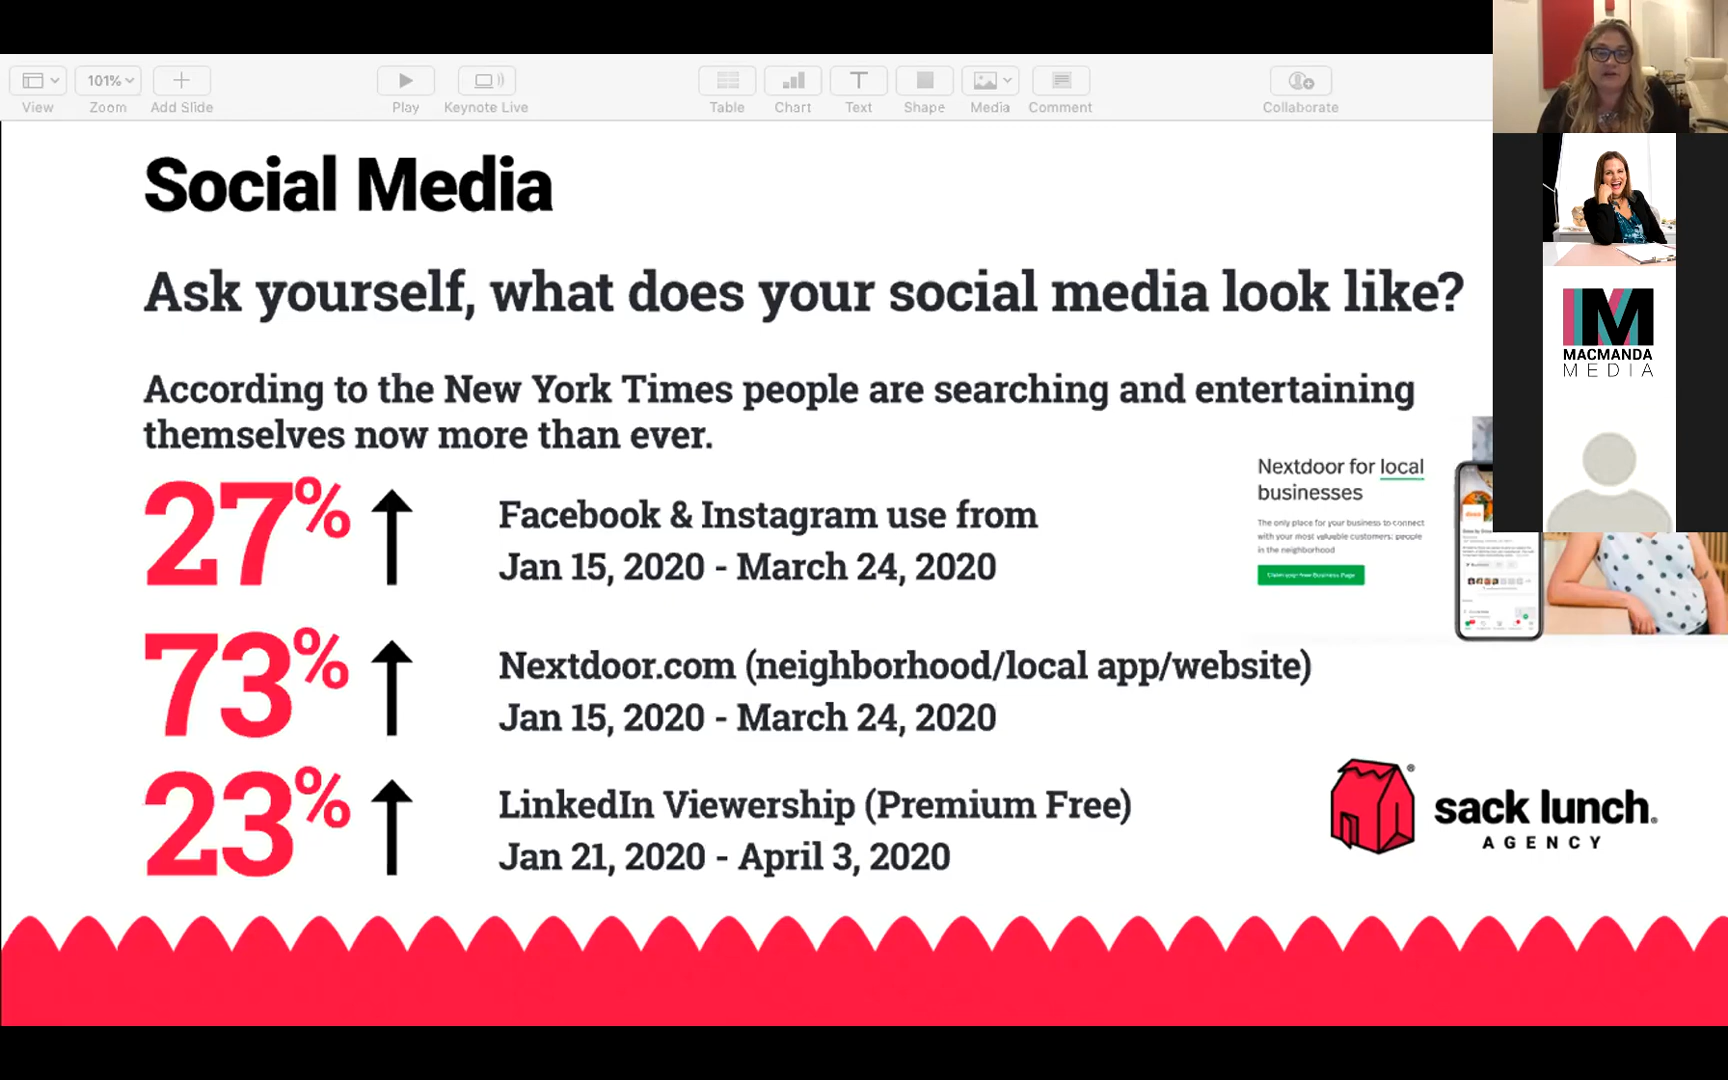 101%
View
Zoom
Add Slide
Play
Keynote Live
Table
Chart
Text
Shape
Media
Comment
Collaborate
Social Media
Ask yourself, what does your social media look like?
According to the New York Times people are searching and entertaining
themselves now more than ever.
27%
Facebook & Instagram use from
Jan 15, 2020 - March 24, 2020
73%
Nextdoor.com (neighborhood/local app/website)
Jan 15, 2020 - March 24, 2020
23%
LinkedIn Viewership (Premium Free)
Jan 21, 2020 - April 3, 2020
Nextdoor for local
businesses
The only place for your business to connect
with your most valuable customers: people
in the neighborhood
Claim your free Business Page
sack lunch®
AGENCY
M
MACMANDA
MEDIA